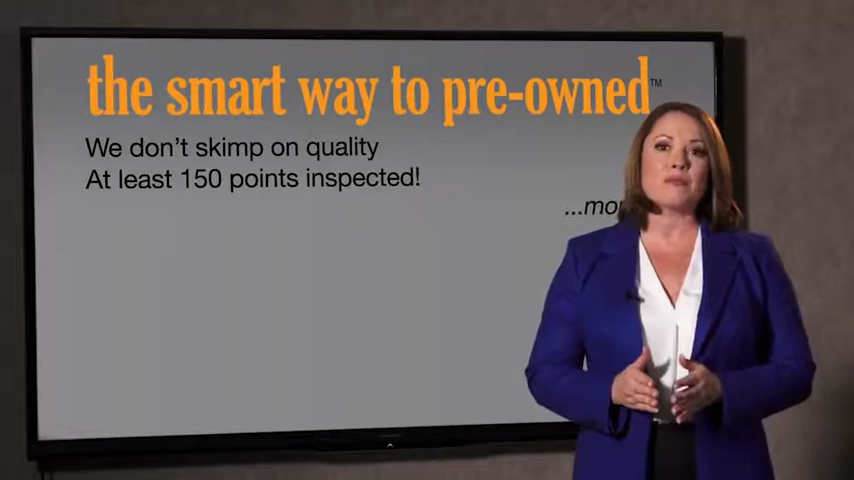 the smart way to pre-owned™
We don't skimp on quality
At least 150 points inspected!